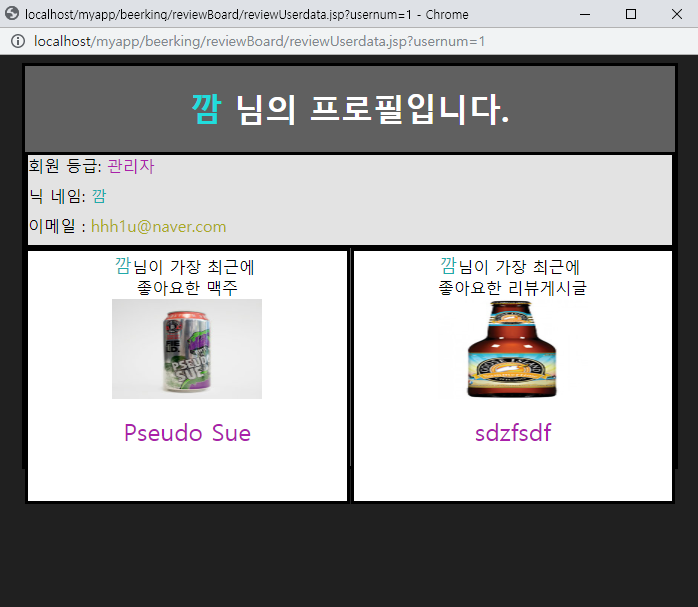 localhost/myapp/beerking/reviewBoard/reviewUserdata.jsp?usernum=1 - Chrome
localhost/myapp/beerking/reviewBoard/reviewUserdata.jsp?usernum=1
깜 님의 프로필입니다.
회원 등급: 관리자
닉 네임: 깜
이메일 : hhh1u@naver.com
깜님이 가장 최근에
좋아요한 맥주
PSEUDO
SUE
Pseudo Sue
깜님이 가장 최근에
좋아요한 리뷰게시글
sdzfsdf